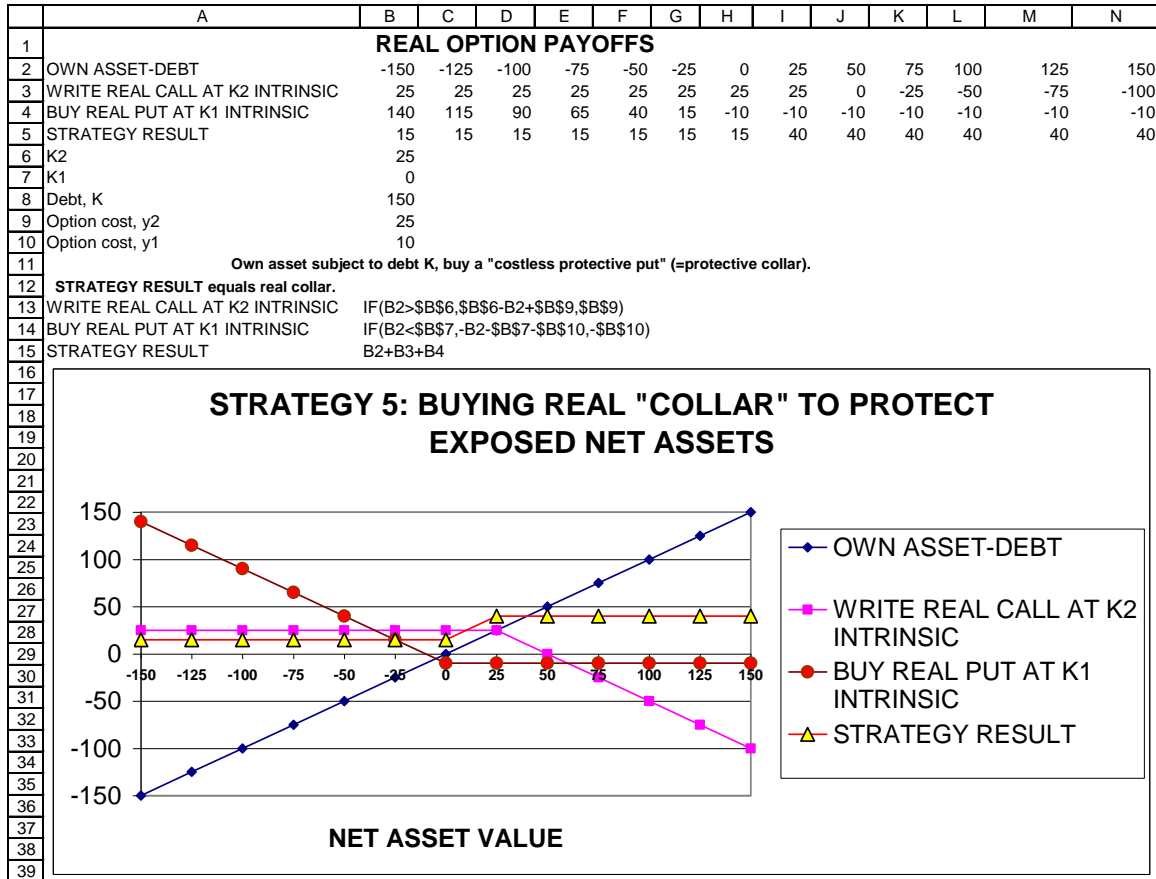 A B C D E F G H I J K L M N
1 REAL OPTION PAYOFFS
2 OWN ASSET-DEBT -150 -125 -100 -75 -50 -25 0 25 50 75 100 125 150
3 WRITE REAL CALL AT K2 INTRINSIC 25 25 25 25 25 25 25 25 0 -25 -50 -75 -100
4 BUY REAL PUT AT K1 INTRINSIC 140 115 90 65 40 15 -10 -10 -10 -10 -10 -10 -10
5 STRATEGY RESULT 15 15 15 15 15 15 15 40 40 40 40 40 40
6 K2 25
7 K1 0
8 Debt, K 150
9 Option cost, y2 25
10 Option cost, y1 10
11 Own asset subject to debt K, buy a "costless protective put" (=protective collar).
12 STRATEGY RESULT equals real collar.
13 WRITE REAL CALL AT K2 INTRINSIC IF(B2>$B$6,$B$6-B2+$B$9,$B$9)
14 BUY REAL PUT AT K1 INTRINSIC IF(B2<$B$7,-B2-$B$7-$B$10,-$B$10)
15 STRATEGY RESULT B2+B3+B4
16
17
18
19
20
21
22
23
24
25
26
27
28
29
30
31
32
33
34
35
36
37
38
39
STRATEGY 5: BUYING REAL "COLLAR" TO PROTECT
EXPOSED NET ASSETS
150
100
50
0
-50
-100
-150
-150 -125 -100 -75 -50 -25 0 25 50 75 100 125 150
NET ASSET VALUE
OWN ASSET-DEBT
WRITE REAL CALL AT K2
INTRINSIC
BUY REAL PUT AT K1
INTRINSIC
STRATEGY RESULT